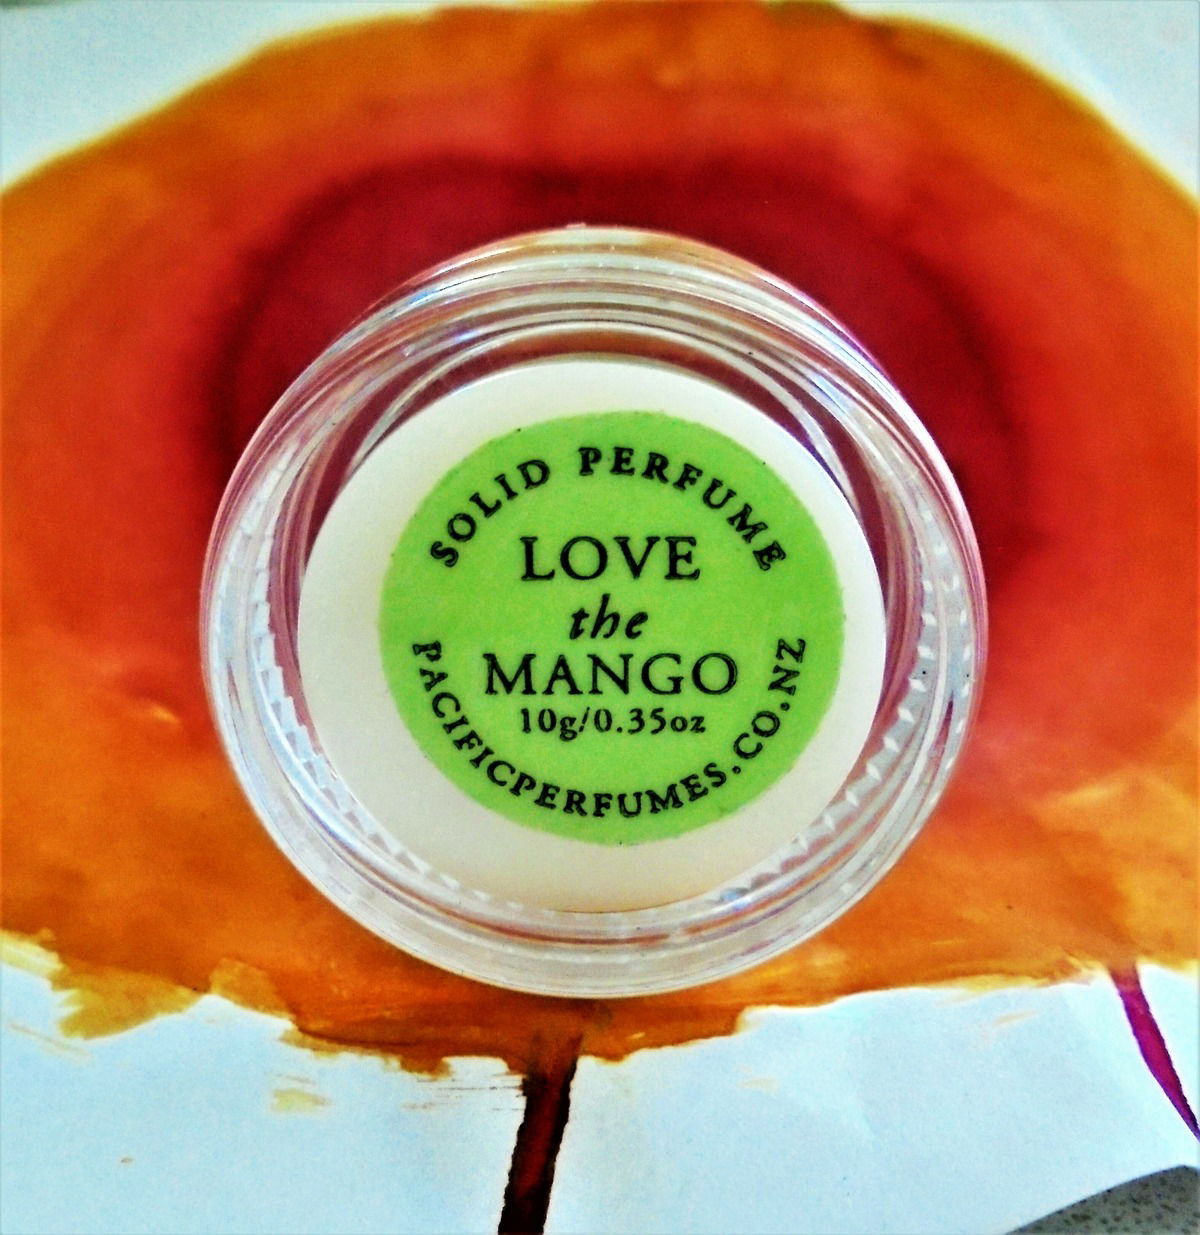 SOLID PERFUME
LOVE
the
MANGO
10g/0.35oz
PACIFICPERFUMES.CO.NZ